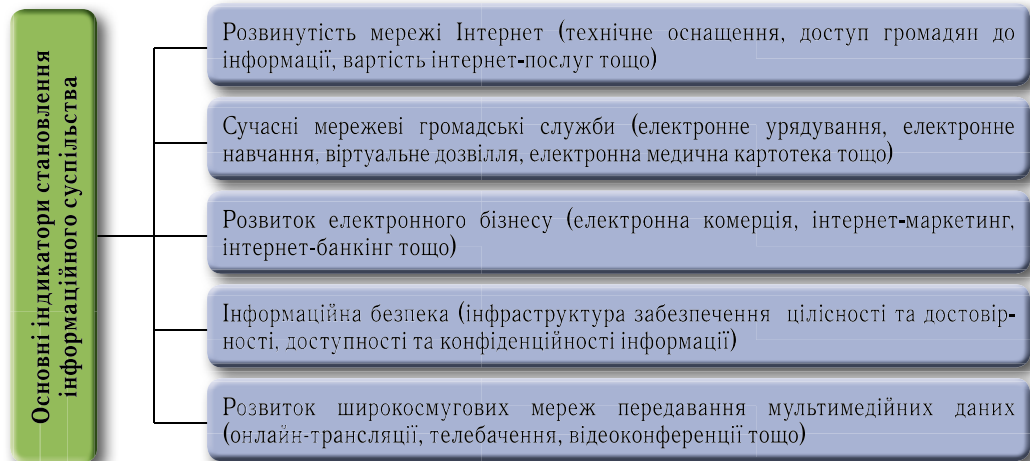 Основні індикатори становлення
інформаційного суспільства
Розвинутість мережі Інтернет (технічне оснащення, доступ громадян до
інформації, вартість інтернет-послуг тощо)
Сучасні мережеві громадські служби (електронне урядування, електронне
навчання, віртуальне дозвілля, електронна медична картотека тощо)
Розвиток електронного бізнесу (електронна комерція, інтернет-маркетинг,
інтернет-банкінг тощо)
Інформаційна безпека (інфраструктура забезпечення цілісності та достовір-
ності, доступності та конфіденційності інформації)
Розвиток широкосмугових мереж передавання мультимедійних даних
(онлайн-трансляції, телебачення, відеоконференції тощо)